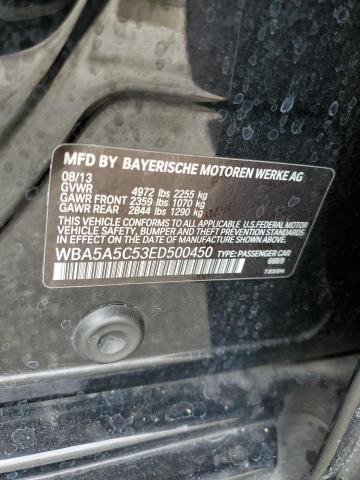 MFD BY BAYERISCHE MOTOREN WERKE AG
08/13
GVWR 4972 lbs 2255 kg
GAWR FRONT 2359 lbs 1070 kg
GAWR REAR 2844 lbs 1290 kg
THIS VEHICLE CONFORMS TO ALL APPLICABLE U.S. FEDERAL
MOTOR VEHICLE SAFETY, BUMPER, AND THEFT PREVENTION
STANDARDS IN EFFECT ON THE DATE OF MANUFACTURE SHOWN ABOVE.
WBA5A5C53ED500450 TYPE: PASSENGER CAR